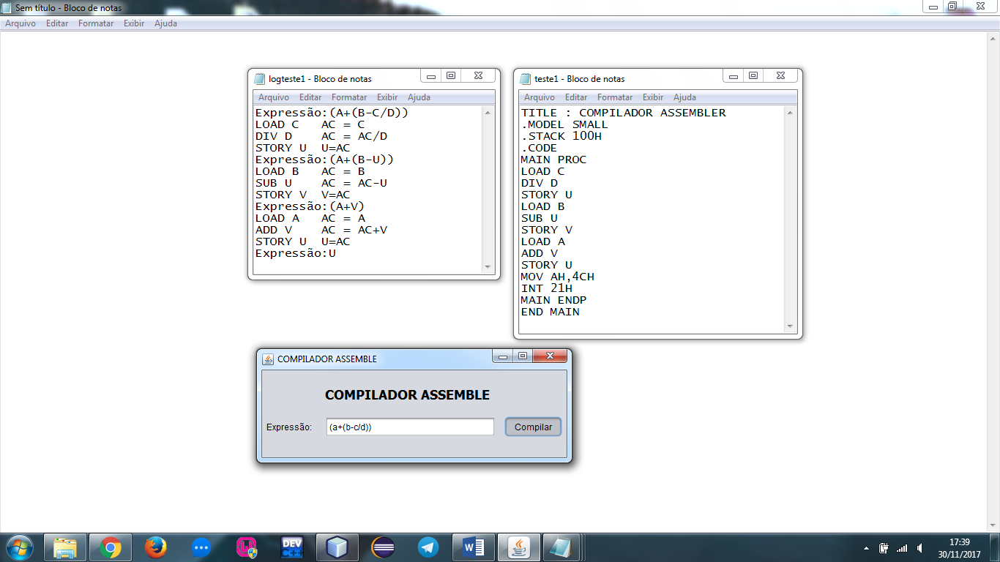 Sem título - Bloco de notas
Arquivo Editar Formatar Exibir Ajuda
logteste1 - Bloco de notas
Arquivo Editar Formatar Exibir Ajuda
Expressão:(A+(B-C/D))
LOAD C AC = C
DIV D AC = AC/D
STORY U U=AC
Expressão:(A+(B-U))
LOAD B AC = B
SUB U AC = AC-U
STORY V V=AC
Expressão:(A+V)
LOAD A AC = A
ADD V AC = AC+V
STORY U U=AC
Expressão:U
teste1 - Bloco de notas
Arquivo Editar Formatar Exibir Ajuda
TITLE : COMPILADOR ASSEMBLER
.MODEL SMALL
.STACK 100H
.CODE
MAIN PROC
LOAD C
DIV D
STORY U
LOAD B
SUB U
STORY V
LOAD A
ADD V
STORY U
MOV AH,4CH
INT 21H
MAIN ENDP
END MAIN
COMPILADOR ASSEMBLE
COMPILADOR ASSEMBLE
Expressão: (a+(b-c/d)) Compilar
DEV
C++
W
17:39
30/11/2017